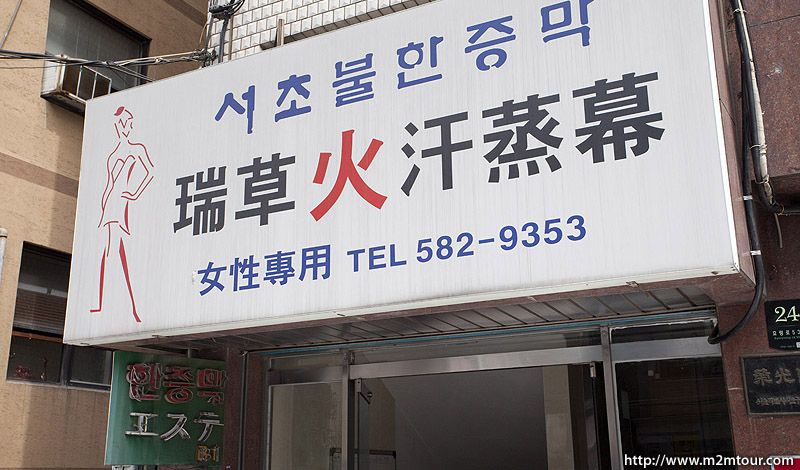 서초불한증막
瑞草火汗蒸幕
女性專用 TEL 582-9353
한증막
エステ
24
http://www.m2mtour.com